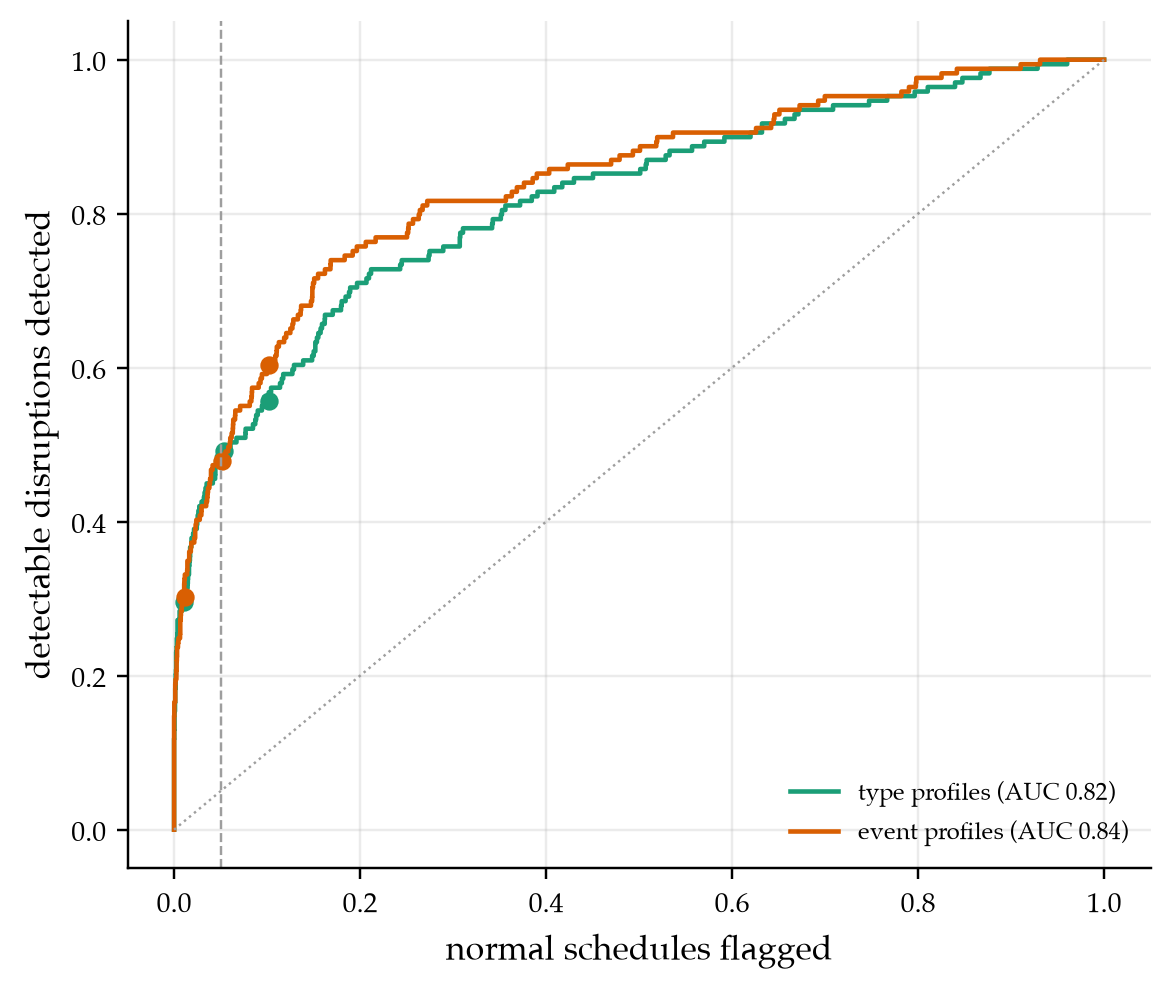 detectable disruptions detected
1.0
0.8
0.6
0.4
0.2
0.0
type profiles (AUC 0.82)
event profiles (AUC 0.84)
0.0 0.2 0.4 0.6 0.8 1.0
normal schedules flagged